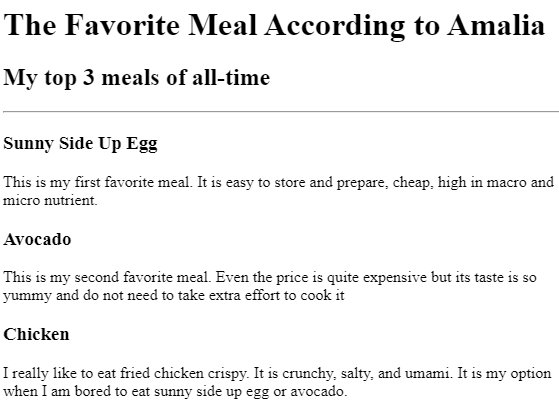 The Favorite Meal According to Amalia
My top 3 meals of all-time
Sunny Side Up Egg
This is my first favorite meal. It is easy to store and prepare, cheap, high in macro and
micro nutrient.
Avocado
This is my second favorite meal. Even the price is quite expensive but its taste is so
yummy and do not need to take extra effort to cook it
Chicken
I really like to eat fried chicken crispy. It is crunchy, salty, and umami. It is my option
when I am bored to eat sunny side up egg or avocado.